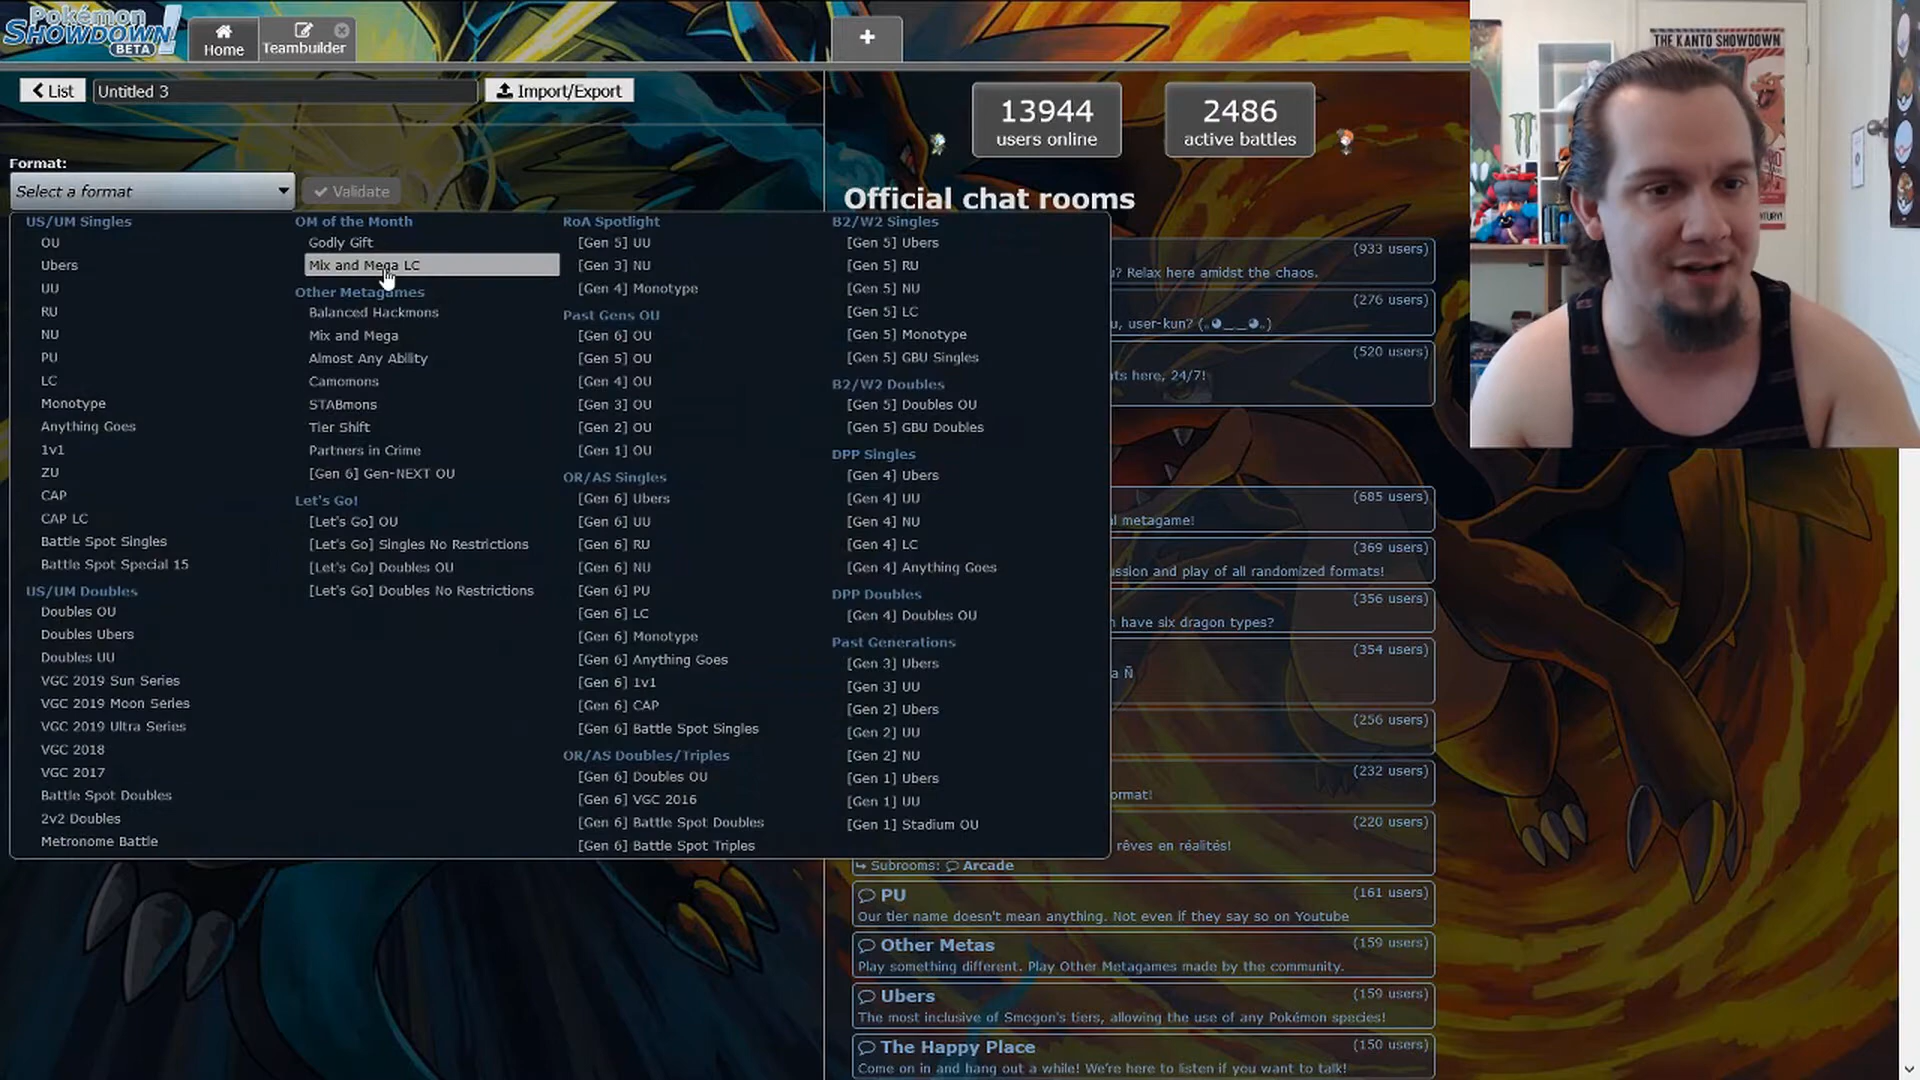 Pokémon
SHOWDOWN!
BETA
Home
Teambuilder
+
List
Untitled 3
Import/Export
13944
users online
2486
active battles
Format:
Select a format
Validate
Official chat rooms
US/UM Singles
OU
Ubers
UU
RU
NU
PU
LC
Monotype
Anything Goes
1v1
ZU
CAP
CAP LC
Battle Spot Singles
Battle Spot Special 15
US/UM Doubles
Doubles OU
Doubles Ubers
Doubles UU
VGC 2019 Sun Series
VGC 2019 Moon Series
VGC 2019 Ultra Series
VGC 2018
VGC 2017
Battle Spot Doubles
2v2 Doubles
Metronome Battle
OM of the Month
Godly Gift
Mix and Mega LC
Other Metagames
Balanced Hackmons
Mix and Mega
Almost Any Ability
Camomons
STABmons
Tier Shift
Partners in Crime
[Gen 6] Gen-NEXT OU
Let's Go!
[Let's Go] OU
[Let's Go] Singles No Restrictions
[Let's Go] Doubles OU
[Let's Go] Doubles No Restrictions
RoA Spotlight
[Gen 5] UU
[Gen 3] NU
[Gen 4] Monotype
Past Gens OU
[Gen 6] OU
[Gen 5] OU
[Gen 4] OU
[Gen 3] OU
[Gen 2] OU
[Gen 1] OU
OR/AS Singles
[Gen 6] Ubers
[Gen 6] UU
[Gen 6] RU
[Gen 6] NU
[Gen 6] PU
[Gen 6] LC
[Gen 6] Monotype
[Gen 6] Anything Goes
[Gen 6] 1v1
[Gen 6] CAP
[Gen 6] Battle Spot Singles
OR/AS Doubles/Triples
[Gen 6] Doubles OU
[Gen 6] VGC 2016
[Gen 6] Battle Spot Doubles
[Gen 6] Battle Spot Triples
B2/W2 Singles
[Gen 5] Ubers
[Gen 5] RU
[Gen 5] NU
[Gen 5] LC
[Gen 5] Monotype
[Gen 5] GBU Singles
B2/W2 Doubles
[Gen 5] Doubles OU
[Gen 5] GBU Doubles
DPP Singles
[Gen 4] Ubers
[Gen 4] UU
[Gen 4] NU
[Gen 4] LC
[Gen 4] Anything Goes
DPP Doubles
[Gen 4] Doubles OU
Past Generations
[Gen 3] Ubers
[Gen 3] UU
[Gen 2] Ubers
[Gen 2] UU
[Gen 2] NU
[Gen 1] Ubers
[Gen 1] UU
[Gen 1] Stadium OU
(933 users)
? Relax here amidst the chaos.
(276 users)
u, user-kun? (｡◕‿‿◕｡)
(520 users)
ts here, 24/7!
(685 users)
l metagame!
(369 users)
ussion and play of all randomized formats!
(356 users)
have six dragon types?
(354 users)
a Ñ
(256 users)
(232 users)
ormat!
(220 users)
rêves en réalités!
Subrooms: Arcade
PU (161 users)
Our tier name doesn't mean anything. Not even if they say so on Youtube
Other Metas (159 users)
Play something different. Play Other Metagames made by the community.
Ubers (159 users)
The most inclusive of Smogon's tiers, allowing the use of any Pokémon species!
The Happy Place (150 users)
Come on in and hang out a while! We're here to listen if you want to talk!
THE KANTO SHOWDOWN